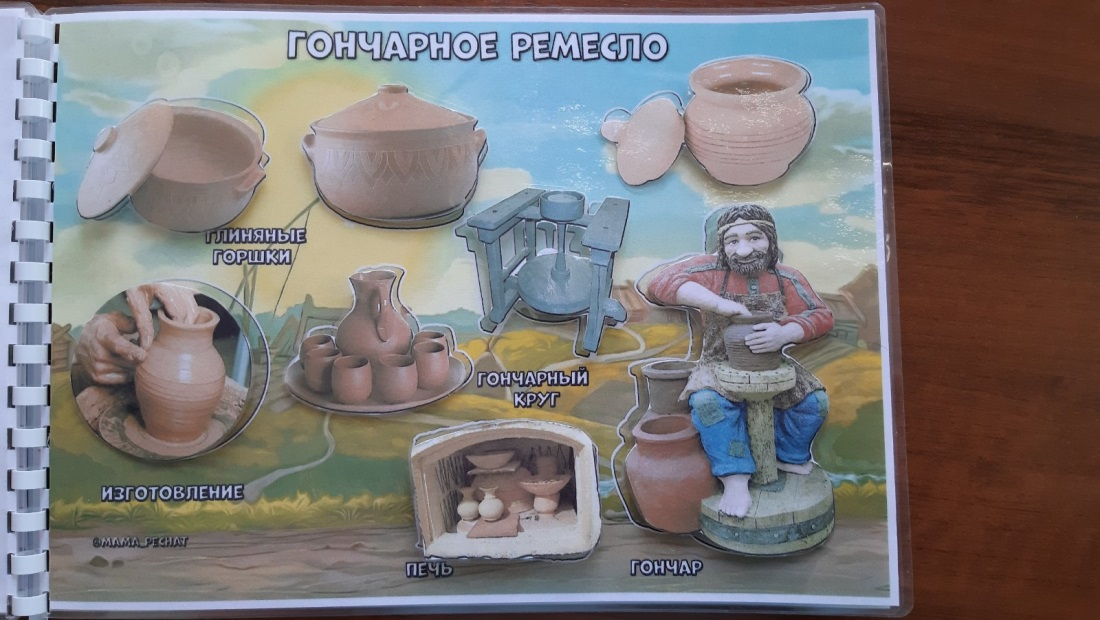 ГОНЧАРНОЕ РЕМЕСЛО
ГЛИНЯНЫЕ
ГОРШКИ
ГОНЧАРНЫЙ
КРУГ
ИЗГОТОВЛЕНИЕ
@MAMA_PECHAT
ПЕЧЬ
ГОНЧАР